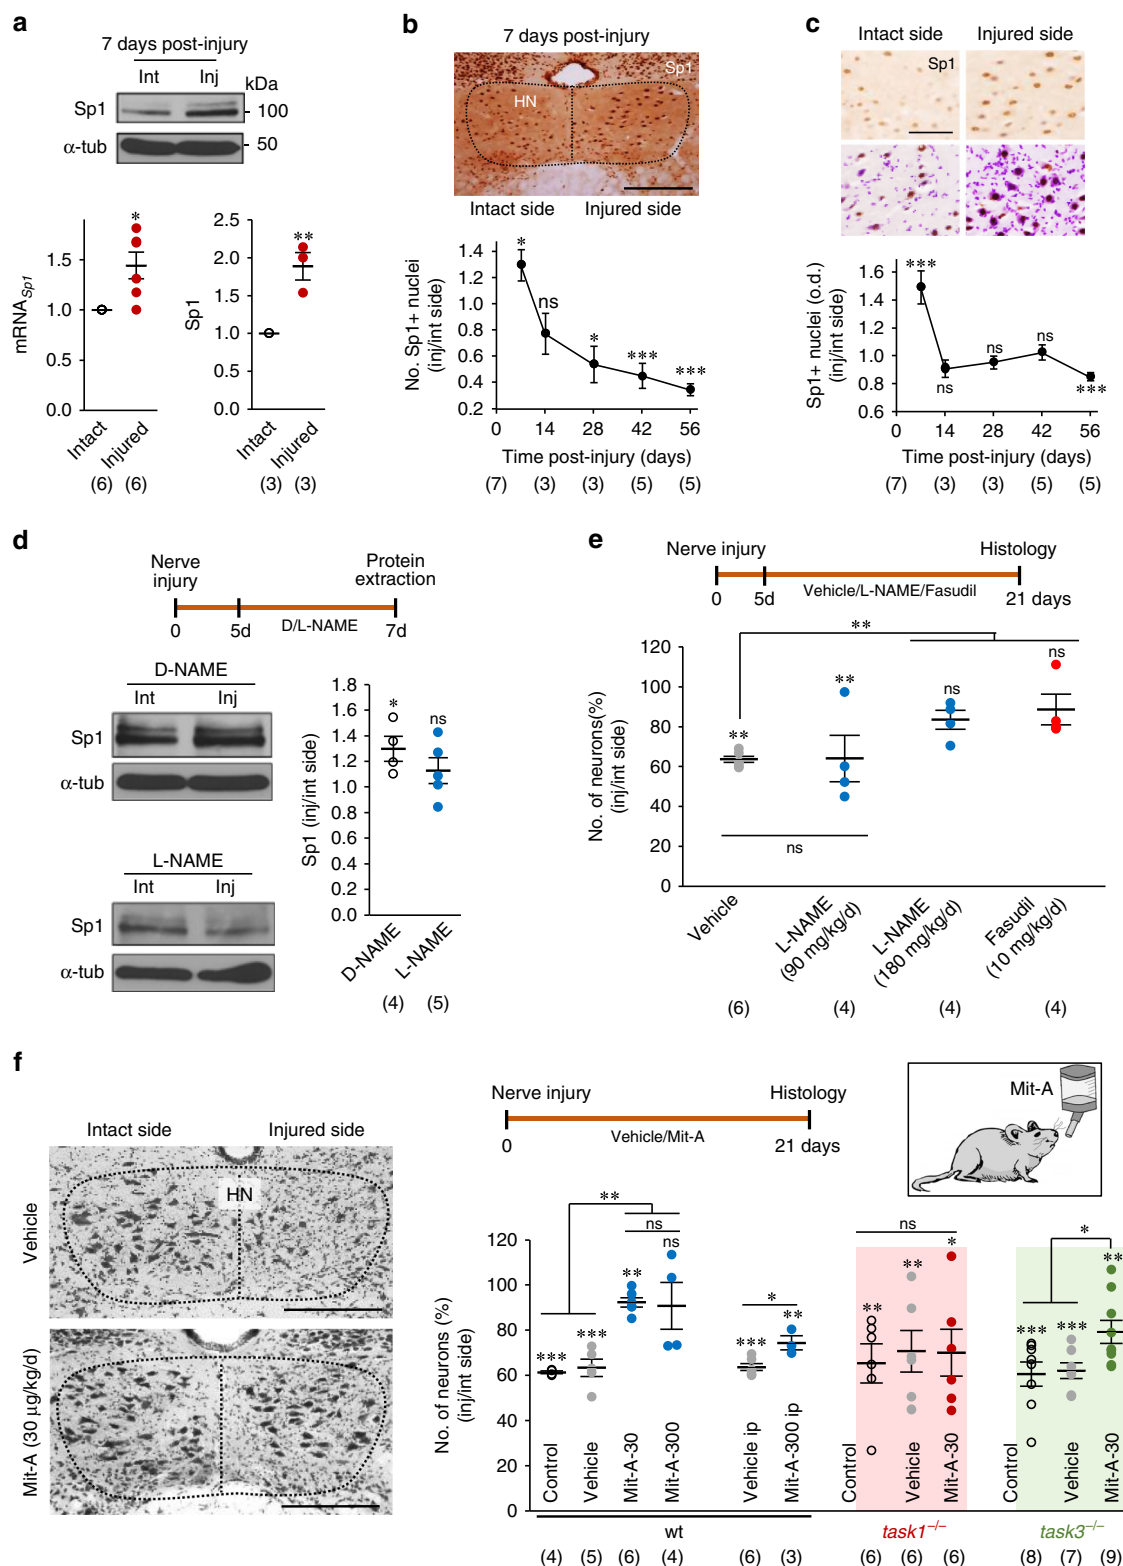 a
7 days post-injury
Int Inj
kDa
Sp1
100
α-tub
50
mRNASp1
*
1.5
1.0
1.0
0.0
Intact
Injured
(6) (6)
Sp1
**
2.5
2.0
1.5
1.0
0.5
0.0
Intact
Injured
(3) (3)
b
7 days post-injury
Sp1
HN
Intact side Injured side
No. Sp1+ nuclei
(inj/int side)
1.4
1.2
1.0
0.8
0.6
0.4
0.2
* ns * *** ***
0 14 28 42 56
Time post-injury (days)
(7) (3) (3) (5) (5)
c
Intact side Injured side
Sp1
Sp1+ nuclei (o.d.)
(inj/int side)
1.6
1.4
1.2
1.0
0.8
0.6
*** ns ns ns ***
0 14 28 42 56
Time post-injury (days)
(7) (3) (3) (5) (5)
d
Nerve
injury
Protein
extraction
0 5d D/L-NAME 7d
D-NAME
Int Inj
Sp1
α-tub
L-NAME
Int Inj
Sp1
α-tub
Sp1 (inj/int side)
1.8
1.6
1.4
1.2
1.0
0.8
0.6
0.4
0.2
0.0
* ns
D-NAME
L-NAME
(4) (5)
e
Nerve injury Histology
0 5d Vehicle/L-NAME/Fasudil 21 days
No. of neurons(%)
(inj/int side)
120
100
80
60
40
20
0
**
** ** ns ns
ns
Vehicle
L-NAME
(90 mg/kg/d)
L-NAME
(180 mg/kg/d)
Fasudil
(10 mg/kg/d)
(6) (4) (4) (4)
f
Intact side Injured side
HN
Vehicle
Mit-A (30 µg/kg/d)
Nerve injury Histology
0 Vehicle/Mit-A 21 days
Mit-A
No. of neurons (%)
(inj/int side)
120
100
80
60
40
20
0
**
ns
*** *** ** ns
*
*** **
ns
** ** *
*
*** *** **
Control
Vehicle
Mit-A-30
Mit-A-300
Vehicle ip
Mit-A-300 ip
Control
Vehicle
Mit-A-30
Control
Vehicle
Mit-A-30
wt task1–/– task3–/–
(4) (5) (6) (4) (6) (3) (6) (6) (6) (8) (7) (9)